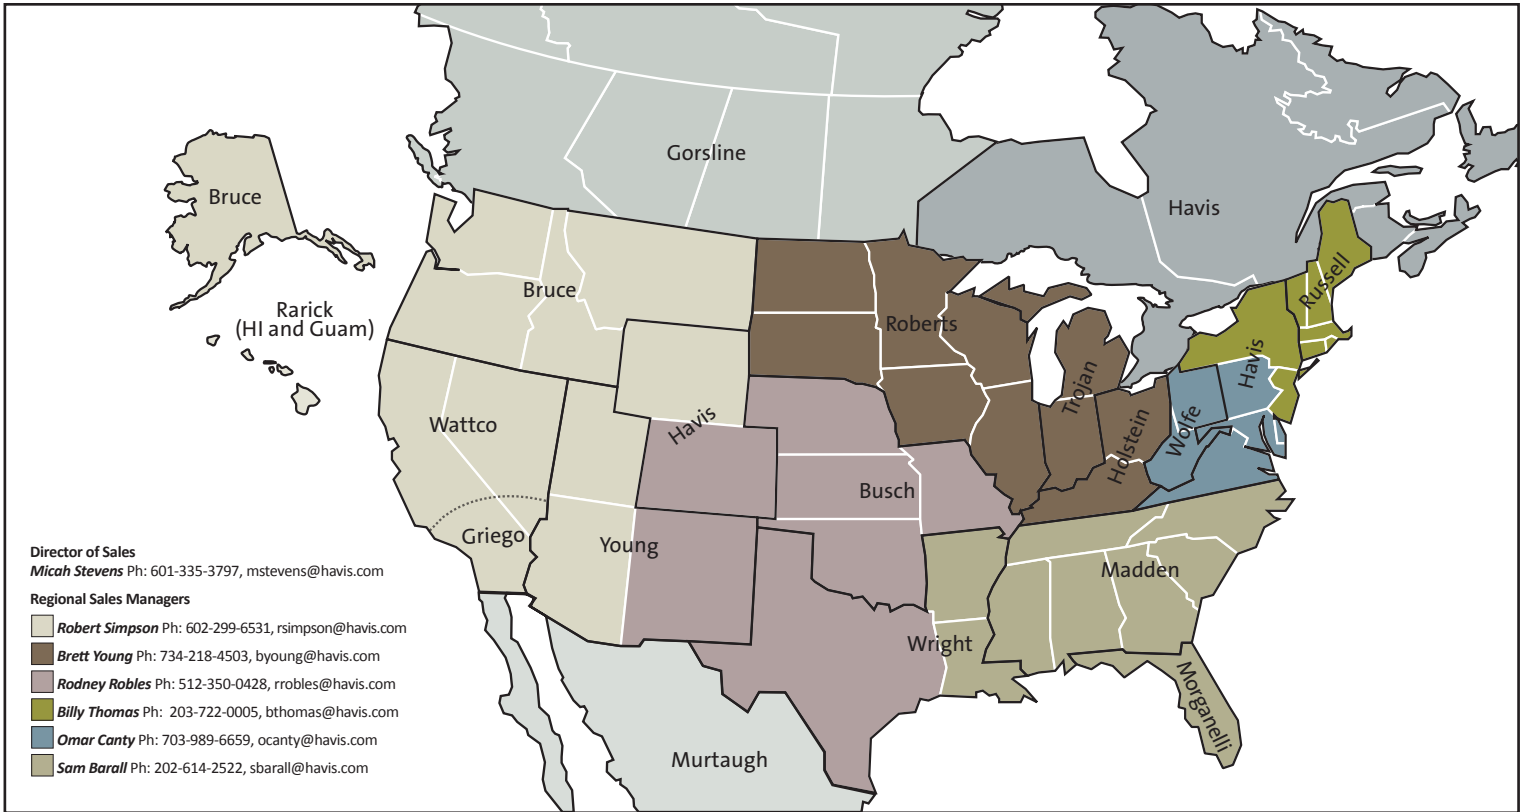 Gorsline
Bruce
Havis
Russell
Rarick
(HI and Guam)
Bruce
Roberts
Havis
Trojan
Wattco
Havis
Wolfe
Holstein
Busch
Griego
Young
Madden
Wright
Morganelli
Murtaugh
Director of Sales
Micah Stevens Ph: 601-335-3797, mstevens@havis.com
Regional Sales Managers
Robert Simpson Ph: 602-299-6531, rsimpson@havis.com
Brett Young Ph: 734-218-4503, byoung@havis.com
Rodney Robles Ph: 512-350-0428, rrobles@havis.com
Billy Thomas Ph: 203-722-0005, bthomas@havis.com
Omar Canty Ph: 703-989-6659, ocanty@havis.com
Sam Barall Ph: 202-614-2522, sbarall@havis.com